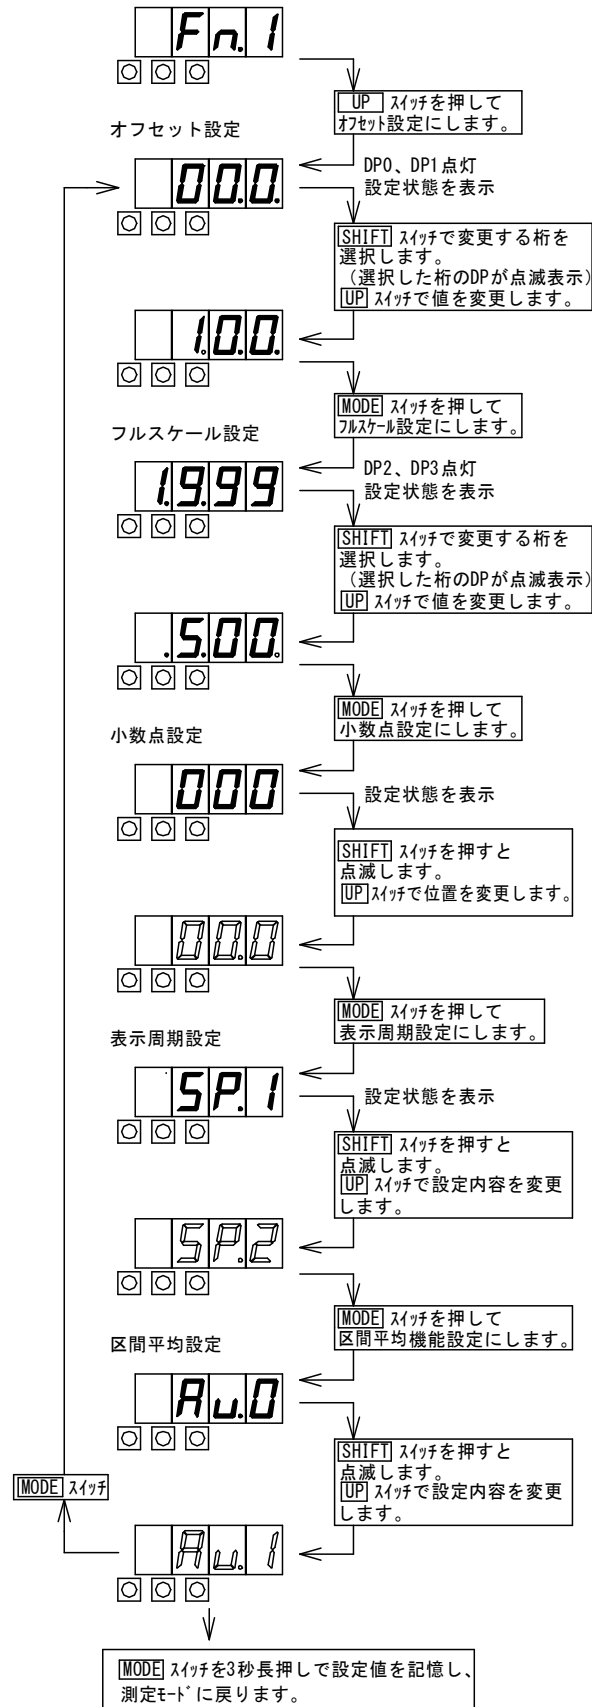 Fn.1
UP スイッチを押して
オフセット設定にします。
オフセット設定
00.0.
DP0、DP1点灯
設定状態を表示
SHIFT スイッチで変更する桁を
選択します。
（選択した桁のDPが点滅表示）
UP スイッチで値を変更します。
1.0.0.
MODE スイッチを押して
フルスケール設定にします。
フルスケール設定
1.9.99
DP2、DP3点灯
設定状態を表示
SHIFT スイッチで変更する桁を
選択します。
（選択した桁のDPが点滅表示）
UP スイッチで値を変更します。
.5.00.
MODE スイッチを押して
小数点設定にします。
小数点設定
000
設定状態を表示
SHIFT スイッチを押すと
点滅します。
UP スイッチで位置を変更します。
00.0
MODE スイッチを押して
表示周期設定にします。
表示周期設定
SP.1
設定状態を表示
SHIFT スイッチを押すと
点滅します。
UP スイッチで設定内容を変更
します。
SP.2
MODE スイッチを押して
区間平均機能設定にします。
区間平均設定
Au.0
SHIFT スイッチを押すと
点滅します。
UP スイッチで設定内容を変更
します。
MODE スイッチ
Au.1
MODE スイッチを3秒長押しで設定値を記憶し、
測定モードに戻ります。